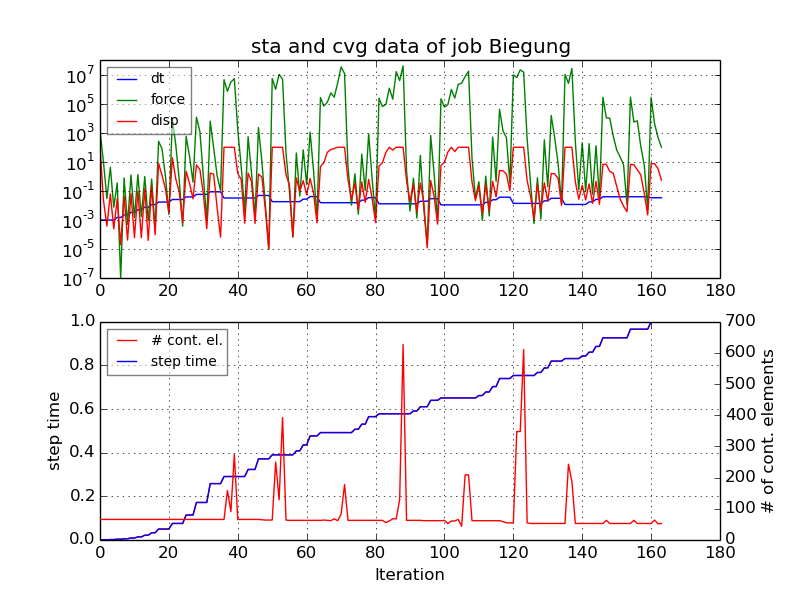 sta and cvg data of job Biegung
10^7
10^5
10^3
10^1
10^-1
10^-3
10^-5
10^-7
dt
force
disp
0 20 40 60 80 100 120 140 160 180
1.0
0.8
0.6
0.4
0.2
0.0
step time
# cont. el.
step time
700
600
500
400
300
200
100
0
# of cont. elements
0 20 40 60 80 100 120 140 160 180
Iteration